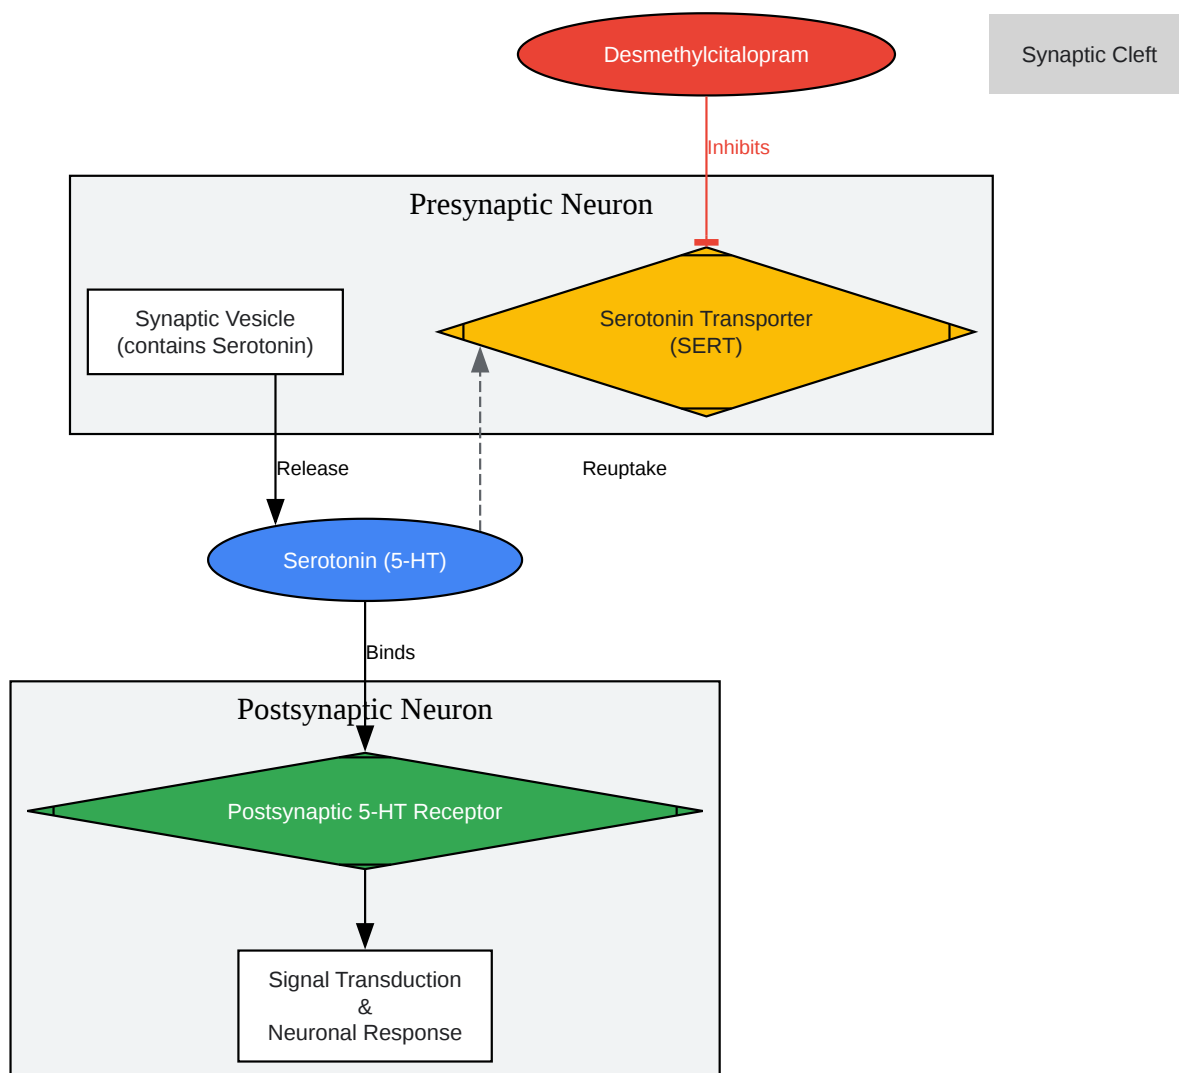 Desmethylcitalopram
Synaptic Cleft
Inhibits
Presynaptic Neuron
Synaptic Vesicle
(contains Serotonin)
Serotonin Transporter
(SERT)
Release
Reuptake
Serotonin (5-HT)
Binds
Postsynaptic Neuron
Postsynaptic 5-HT Receptor
Signal Transduction
&
Neuronal Response